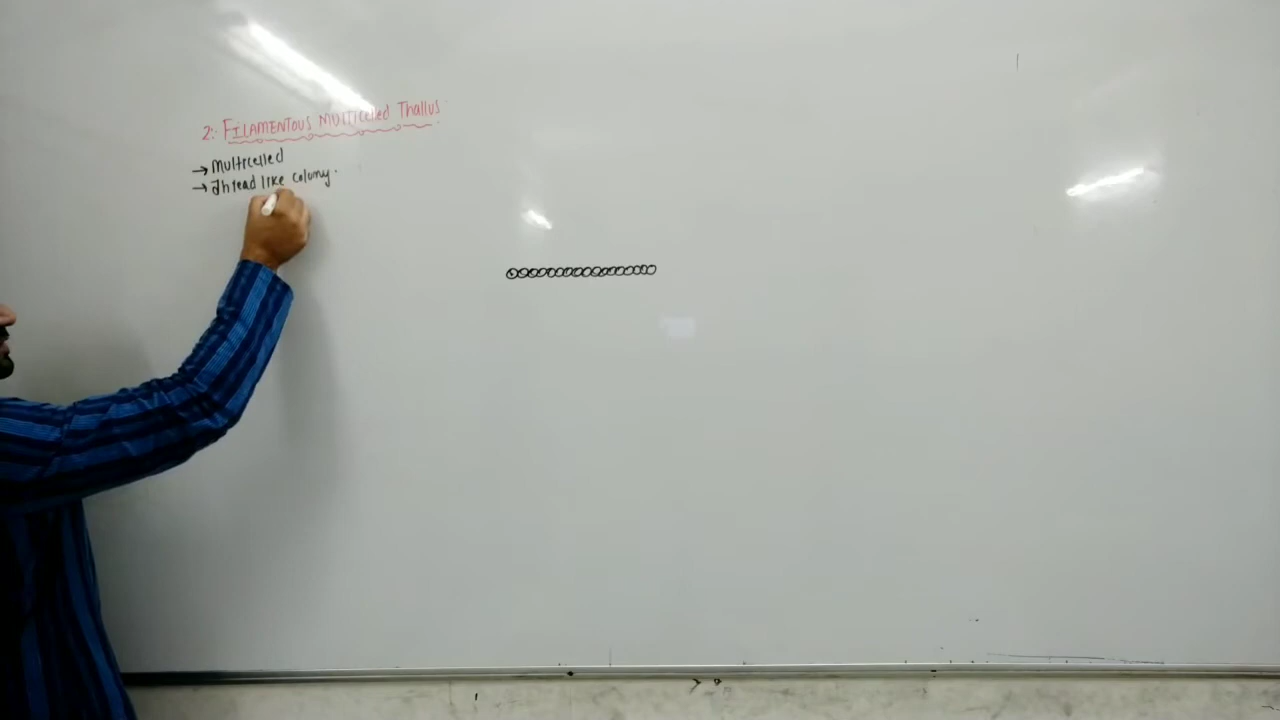 2:- FILAMENTOUS Multicelled Thallus
→ Multicelled
→ Thread like colony.